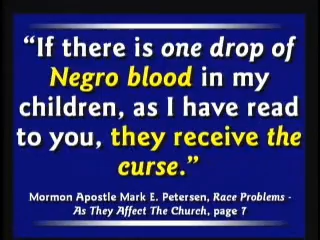 “If there is one drop of
Negro blood in my
children, as I have read
to you, they receive the
curse.”
Mormon Apostle Mark E. Petersen, Race Problems -
As They Affect The Church, page 7